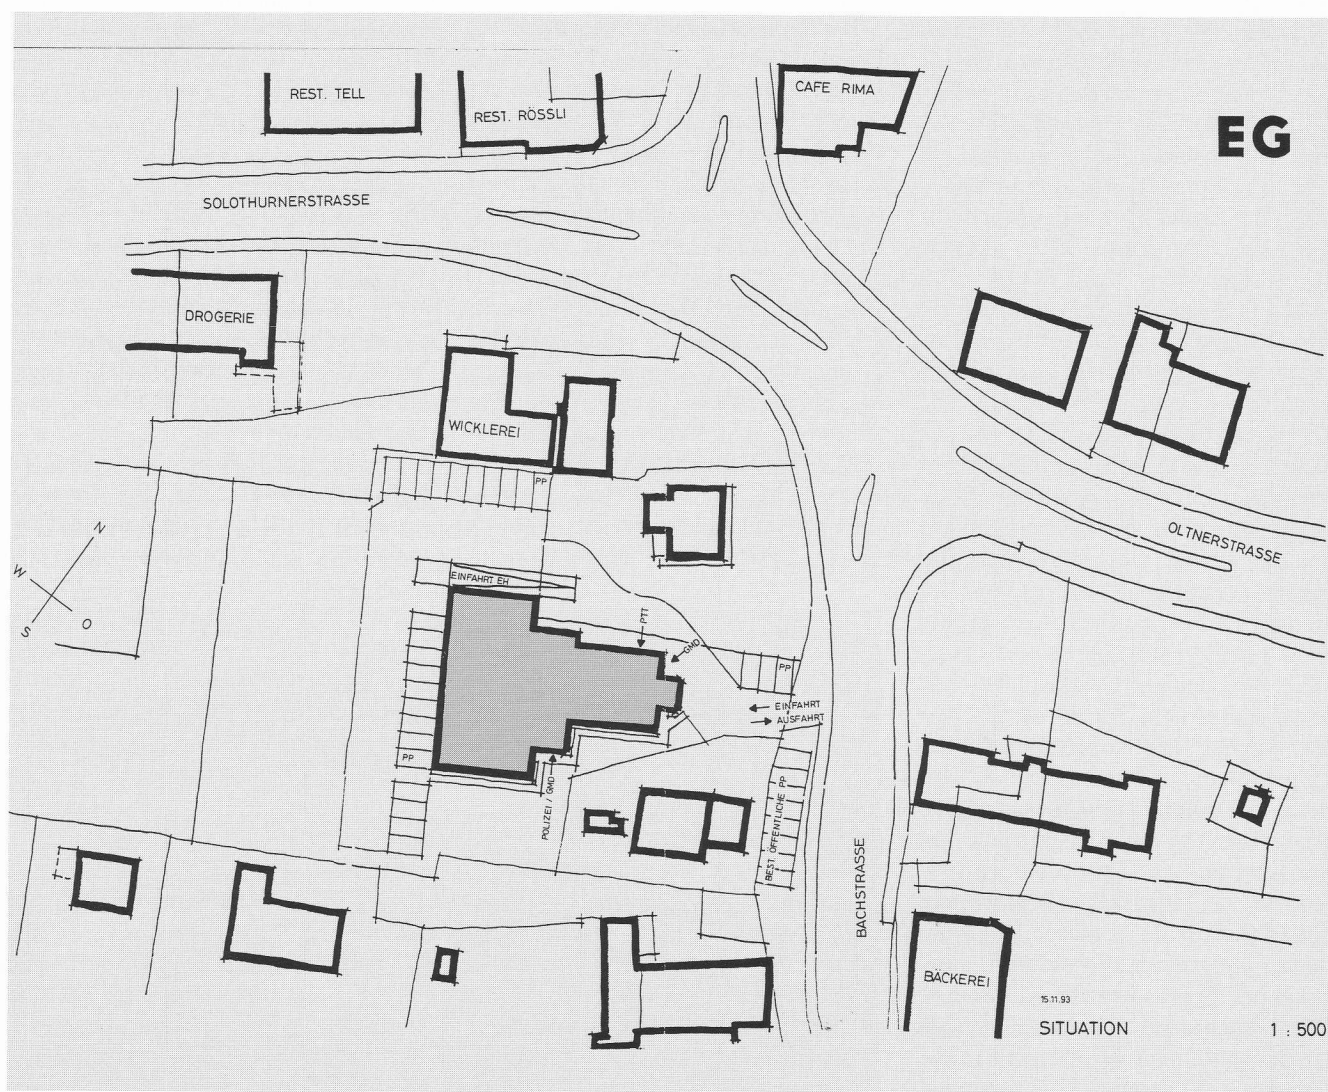 REST. TELL
REST. RÖSSLI
CAFE RIMA
EG
SOLOTHURNERSTRASSE
DROGERIE
WICKLEREI
PP
OLTNERSTRASSE
N
W
O
S
EINFAHRT EH
PTT
GMD
PP
EINFAHRT
AUSFAHRT
PP
POLIZEI / GMD
BEST. ÖFFENTLICHE PP
BACHSTRASSE
BÄCKEREI
15.11.93
SITUATION
1 : 500